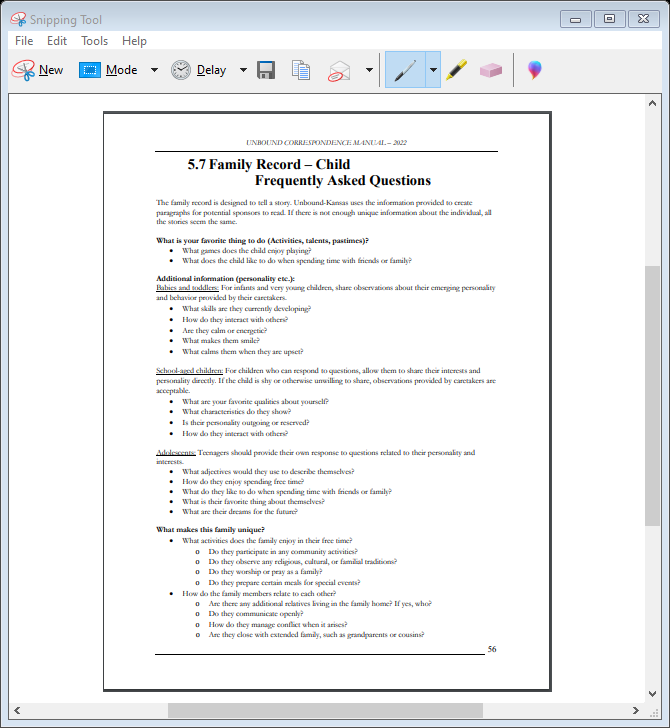 Snipping Tool
File Edit Tools Help
New Mode Delay
UNBOUND CORRESPONDENCE MANUAL – 2022
5.7 Family Record – Child
Frequently Asked Questions
The family record is designed to tell a story. Unbound-Kansas uses the information provided to create
paragraphs for potential sponsors to read. If there is not enough unique information about the individual, all
the stories seem the same.
What is your favorite thing to do (Activities, talents, pastimes)?
• What games does the child enjoy playing?
• What does the child like to do when spending time with friends or family?
Additional information (personality etc.):
Babies and toddlers: For infants and very young children, share observations about their emerging personality
and behavior provided by their caretakers.
• What skills are they currently developing?
• How do they interact with others?
• Are they calm or energetic?
• What makes them smile?
• What calms them when they are upset?
School-aged children: For children who can respond to questions, allow them to share their interests and
personality directly. If the child is shy or otherwise unwilling to share, observations provided by caretakers are
acceptable.
• What are your favorite qualities about yourself?
• What characteristics do they show?
• Is their personality outgoing or reserved?
• How do they interact with others?
Adolescents: Teenagers should provide their own response to questions related to their personality and
interests.
• What adjectives would they use to describe themselves?
• How do they enjoy spending free time?
• What do they like to do when spending time with friends or family?
• What is their favorite thing about themselves?
• What are their dreams for the future?
What makes this family unique?
• What activities does the family enjoy in their free time?
o Do they participate in any community activities?
o Do they observe any religious, cultural, or familial traditions?
o Do they worship or pray as a family?
o Do they prepare certain meals for special events?
• How do the family members relate to each other?
o Are there any additional relatives living in the family home? If yes, who?
o Do they communicate openly?
o How do they manage conflict when it arises?
o Are they close with extended family, such as grandparents or cousins?
56